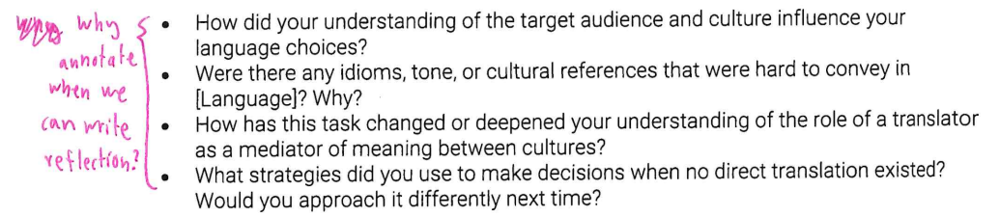 why
annotate
when we
can write
reflection?
• How did your understanding of the target audience and culture influence your
language choices?
• Were there any idioms, tone, or cultural references that were hard to convey in
[Language]? Why?
• How has this task changed or deepened your understanding of the role of a translator
as a mediator of meaning between cultures?
• What strategies did you use to make decisions when no direct translation existed?
Would you approach it differently next time?